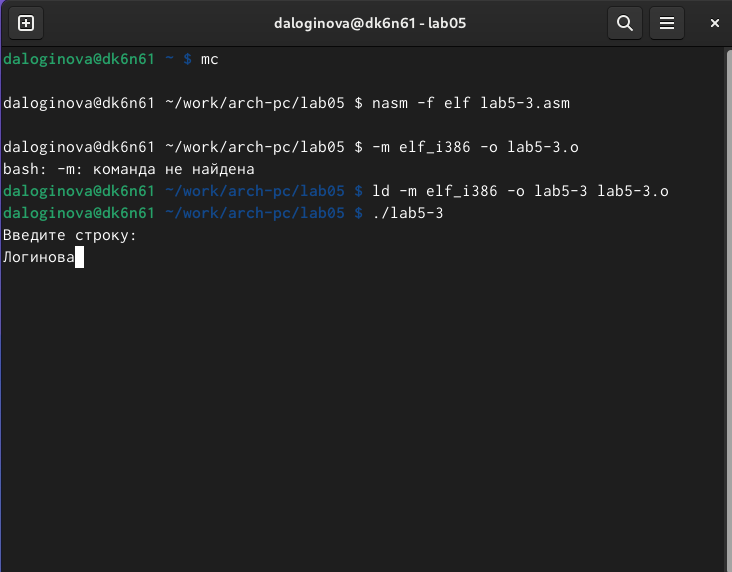 daloginova@dk6n61 - lab05
daloginova@dk6n61 ~ $ mc
daloginova@dk6n61 ~/work/arch-pc/lab05 $ nasm -f elf lab5-3.asm
daloginova@dk6n61 ~/work/arch-pc/lab05 $ -m elf_i386 -o lab5-3.o
bash: -m: команда не найдена
daloginova@dk6n61 ~/work/arch-pc/lab05 $ ld -m elf_i386 -o lab5-3 lab5-3.o
daloginova@dk6n61 ~/work/arch-pc/lab05 $ ./lab5-3
Введите строку:
Логинова